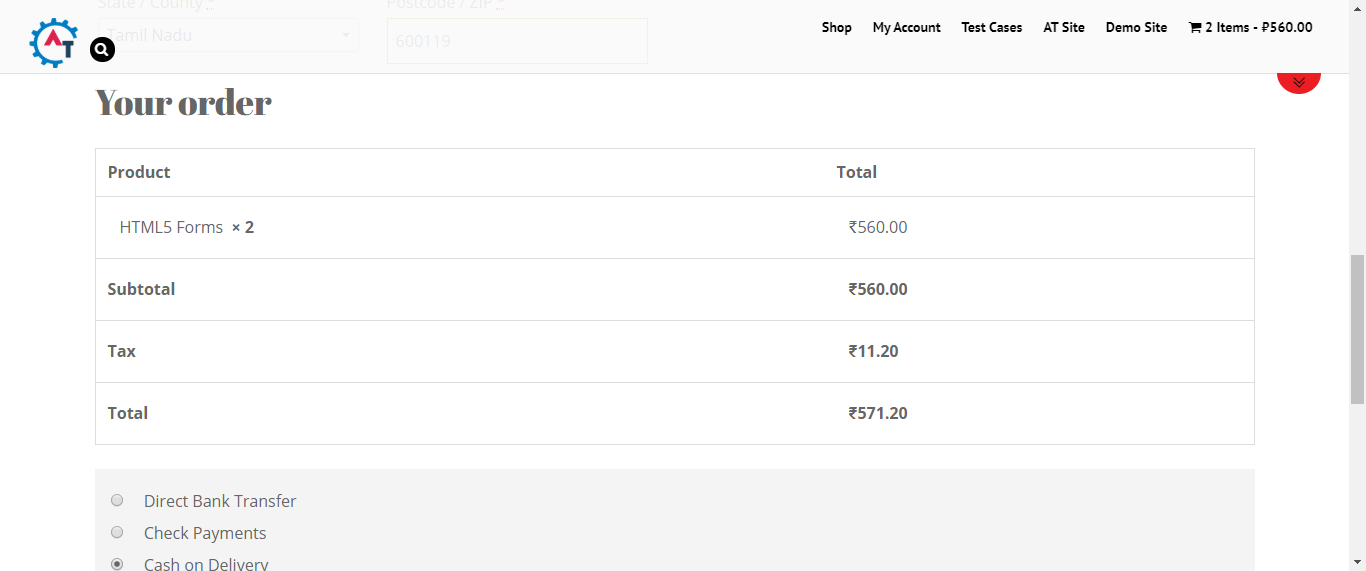 State / County *
Postcode / ZIP *
Tamil Nadu
600119
AT
Shop My Account Test Cases AT Site Demo Site 2 Items - ₽560.00
Your order
Product Total
HTML5 Forms × 2 ₹560.00
Subtotal ₹560.00
Tax ₹11.20
Total ₹571.20
Direct Bank Transfer
Check Payments
Cash on Delivery